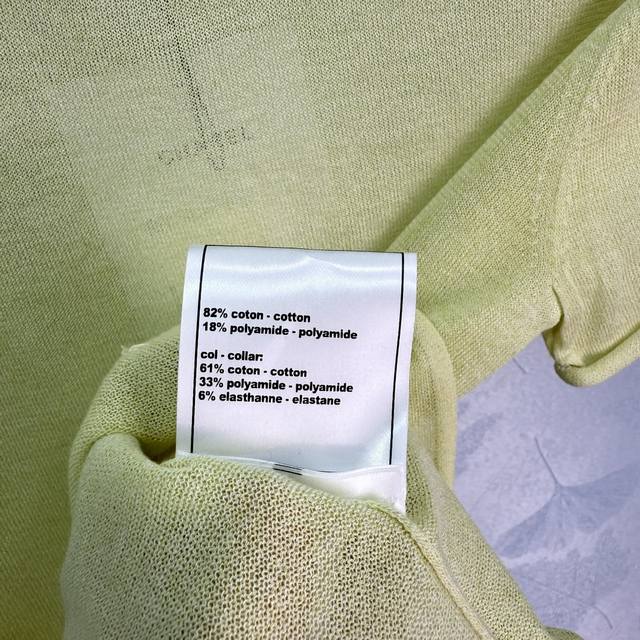 82% coton - cotton
18% polyamide - polyamide
col - collar:
61% coton - cotton
33% polyamide - polyamide
6% elasthanne - elastane